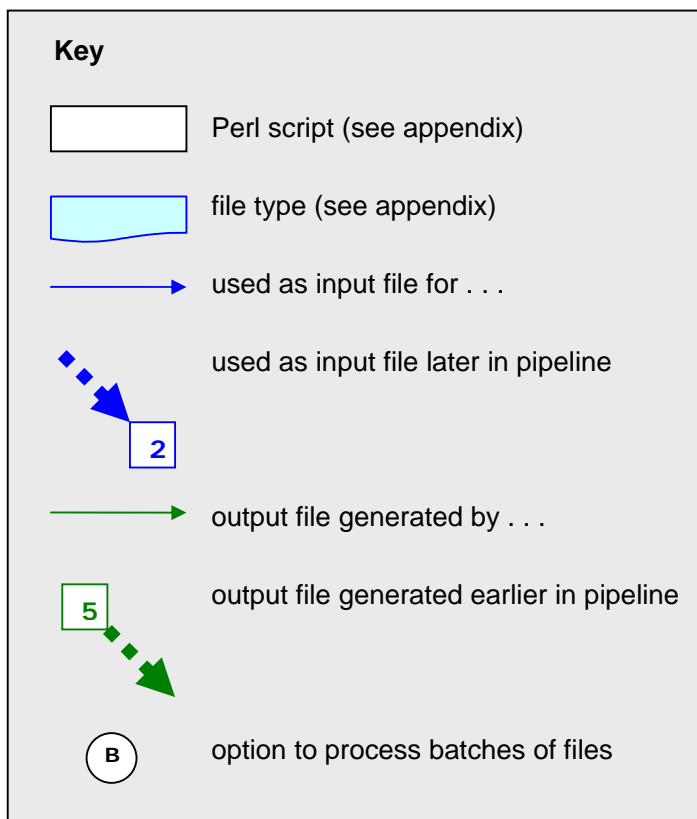 Key
Perl script (see appendix)
file type (see appendix)
used as input file for . . .
used as input file later in pipeline
2
output file generated by . . .
output file generated earlier in pipeline
5
B
option to process batches of files